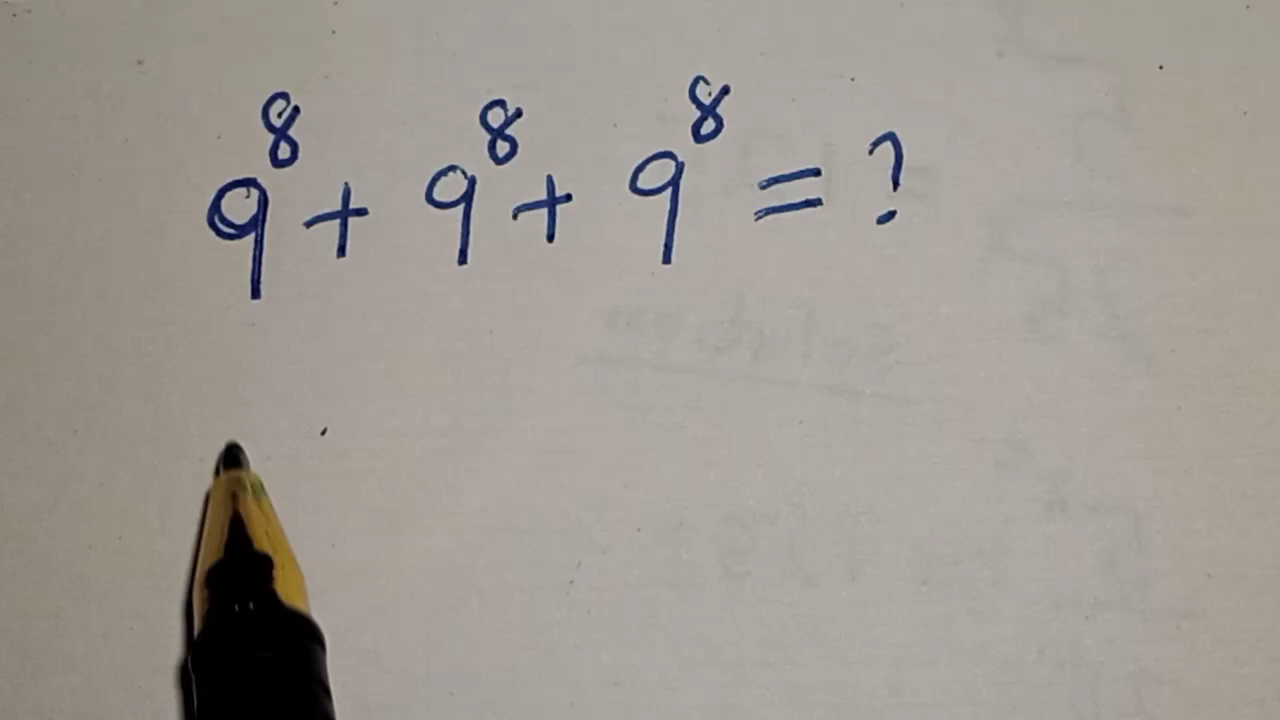 9⁸ + 9⁸ + 9⁸ = ?